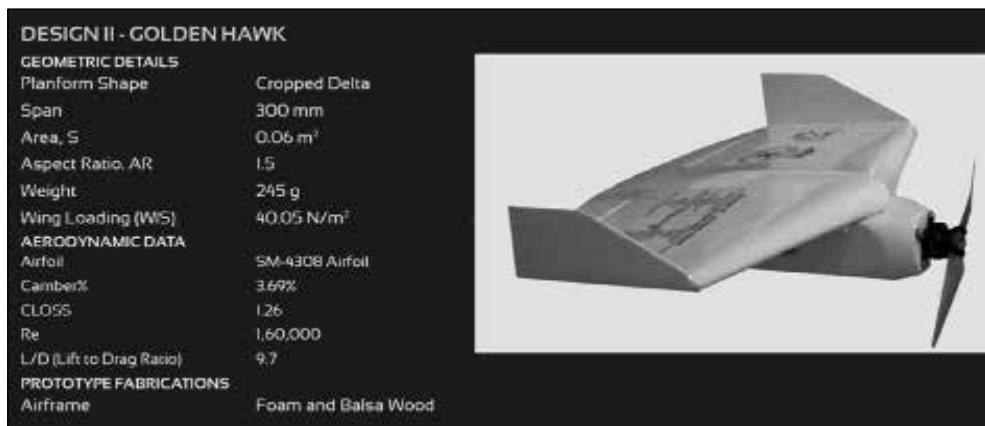 DESIGN II - GOLDEN HAWK
GEOMETRIC DETAILS
Planform Shape Cropped Delta
Span 300 mm
Area, S 0.06 m²
Aspect Ratio, AR 1.5
Weight 245 g
Wing Loading (W/S) 40.05 N/m²
AERODYNAMIC DATA
Airfoil SM-4308 Airfoil
Camber% 3.69%
CLOSS 1.26
Re 1,60,000
L/D (Lift to Drag Ratio) 9.7
PROTOTYPE FABRICATIONS
Airframe Foam and Balsa Wood